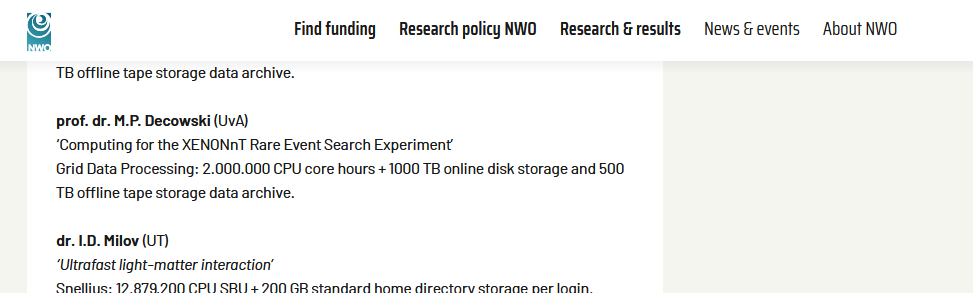 NWO
Find funding Research policy NWO Research & results News & events About NWO
TB offline tape storage data archive.
prof. dr. M.P. Decowski (UvA)
‘Computing for the XENONnT Rare Event Search Experiment’
Grid Data Processing: 2.000.000 CPU core hours + 1000 TB online disk storage and 500
TB offline tape storage data archive.
dr. I.D. Milov (UT)
‘Ultrafast light-matter interaction’
Snellius: 12.879.200 CPU SBU + 200 GB standard home directory storage per login.